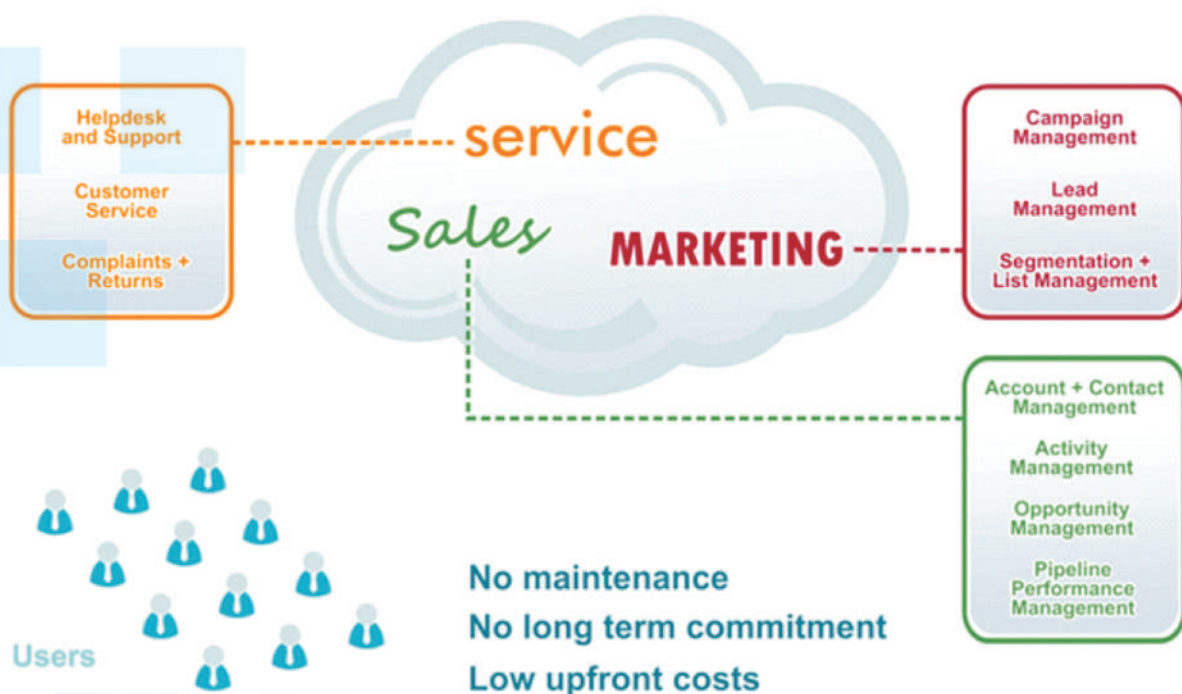 Helpdesk
and Support
Customer
Service
Complaints +
Returns
service
Sales
MARKETING
Campaign
Management
Lead
Management
Segmentation +
List Management
Account + Contact
Management
Activity
Management
Opportunity
Management
Pipeline
Performance
Management
Users
No maintenance
No long term commitment
Low upfront costs